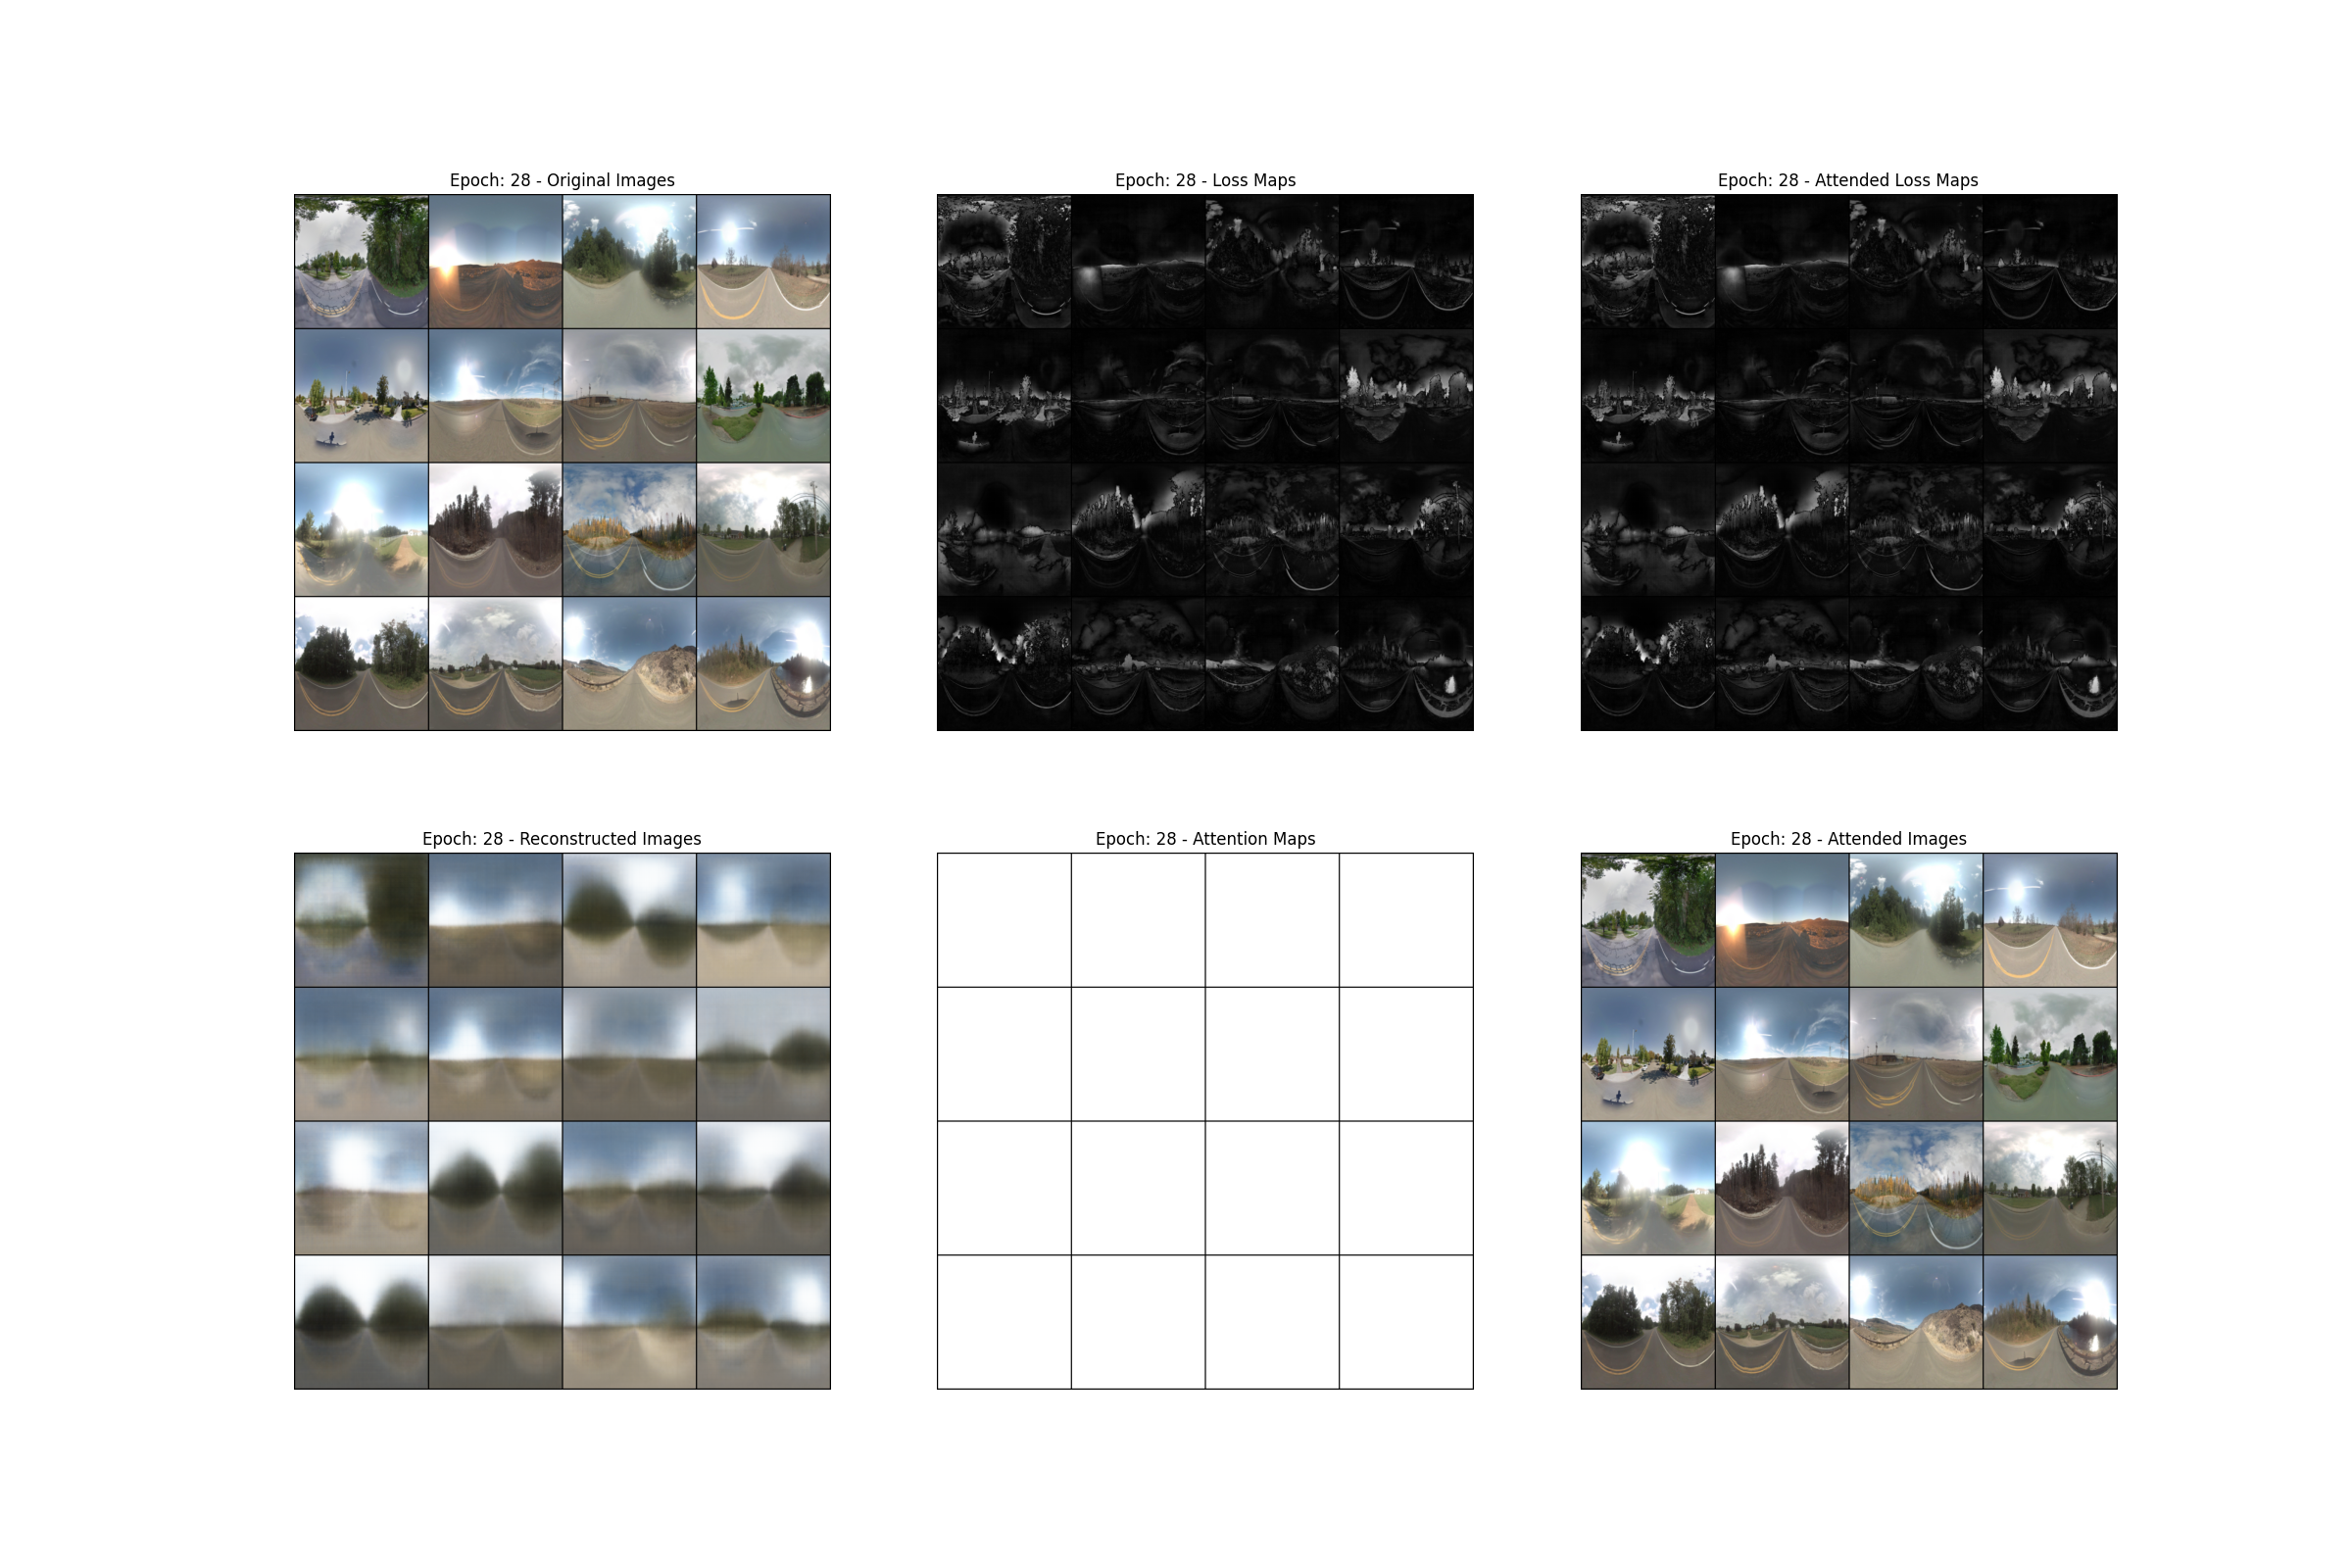 Epoch: 28 - Original Images
Epoch: 28 - Loss Maps
Epoch: 28 - Attended Loss Maps
Epoch: 28 - Reconstructed Images
Epoch: 28 - Attention Maps
Epoch: 28 - Attended Images